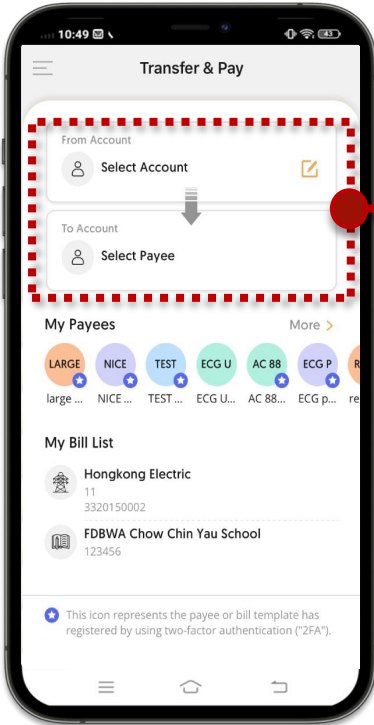 10:49
43
Transfer & Pay
From Account
Select Account
To Account
Select Payee
My Payees
More >
LARGE NICE TEST ECG U AC 88 ECG P R
large ... NICE ... TEST ... ECG U... AC 88... ECG p... re
My Bill List
Hongkong Electric
11
3320150002
FDBWA Chow Chin Yau School
123456
This icon represents the payee or bill template has
registered by using two-factor authentication ("2FA").